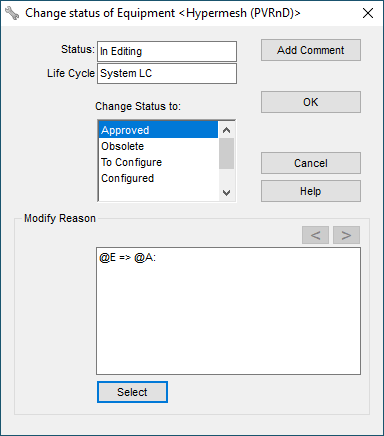 Change status of Equipment <Hypermesh (PVRnD)>
Status: In Editing
Add Comment
Life Cycle System LC
Change Status to:
OK
Approved
Obsolete
To Configure
Configured
Cancel
Help
Modify Reason
< >
@E => @A:
Select